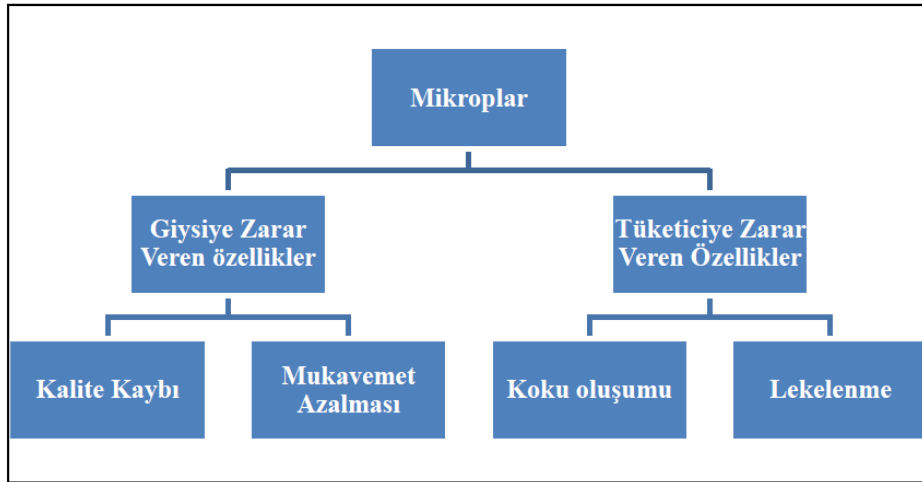 Mikroplar
Giysiye Zarar
Veren özellikler
Tüketiciye Zarar
Veren Özellikler
Kalite Kaybı
Mukavemet
Azalması
Koku oluşumu
Lekelenme